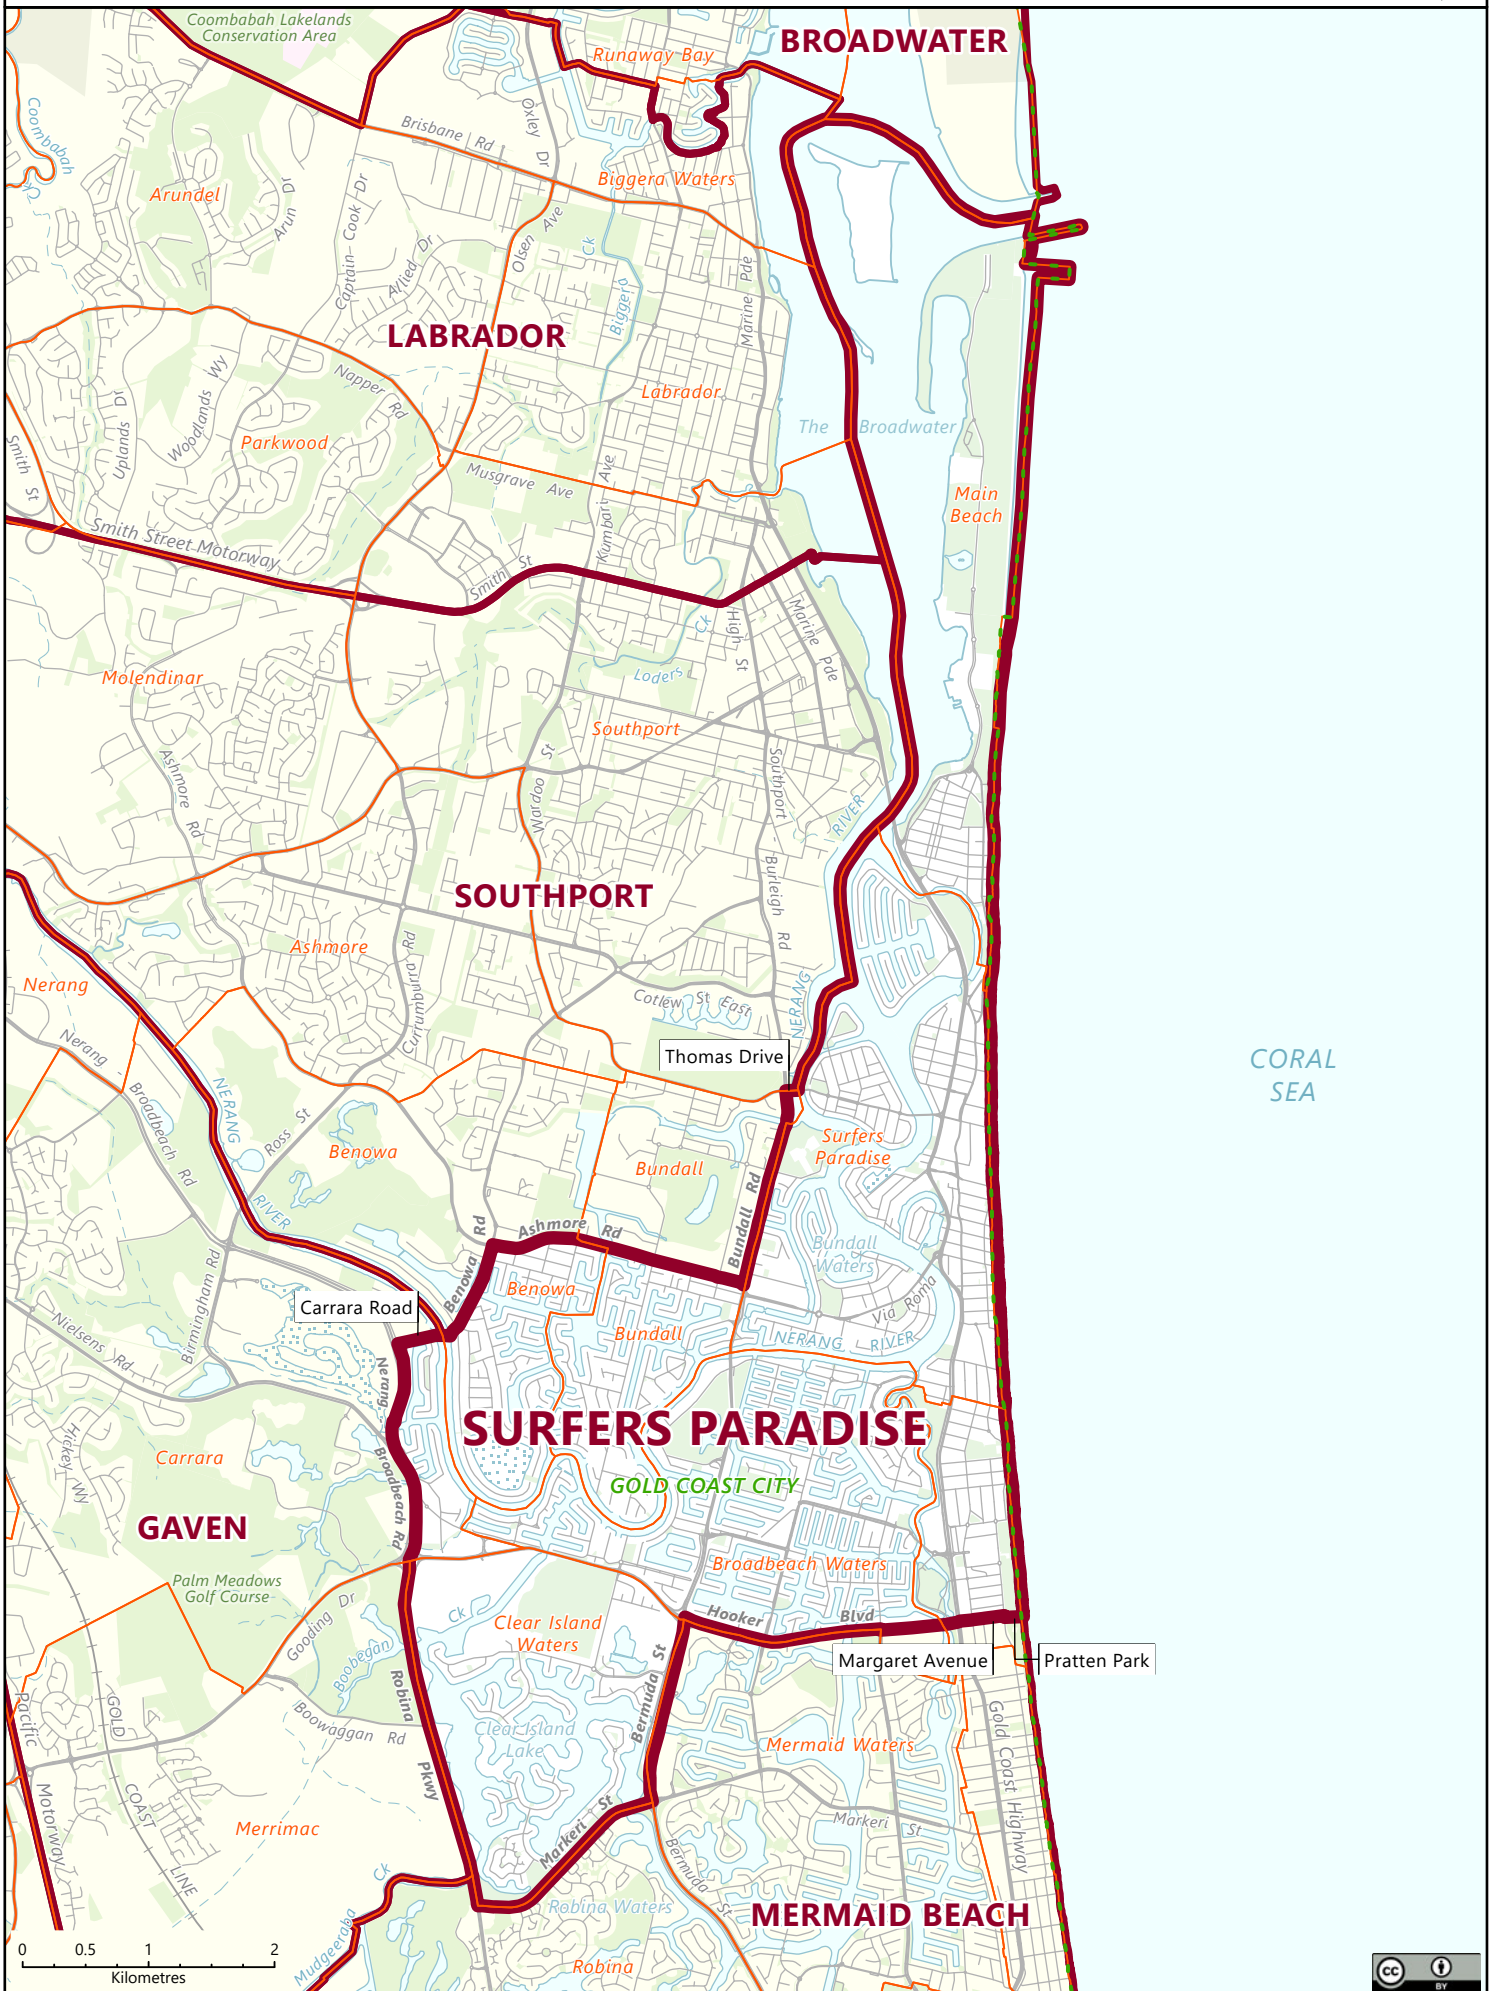 Coombabah Lakelands
Conservation Area
BROADWATER
Runaway Bay
Coombabah
Ck
Oxley Dr
Brisbane Rd
Biggera Waters
Arundel
Arun Dr
Captain Cook Dr
Allied Dr
Olsen Ave
Biggera Ck
Marine Pde
LABRADOR
Labrador
Napper Rd
Woodlands Wy
Uplands Dr
Parkwood
The Broadwater
Smith St
Musgrave Ave
Kumbari Ave
Main
Beach
Smith Street Motorway
Smith St
Loders Ck
High St
Marine Pde
Molendinar
Southport
Ashmore Rd
Wardoo St
Southport - Burleigh Rd
RIVER
NERANG
SOUTHPORT
Ashmore
Currumburra Rd
Nerang
Cotlew St East
Nerang - Broadbeach Rd
Thomas Drive
CORAL
SEA
NERANG
RIVER
Ross St
Benowa
Bundall
Surfers
Paradise
Bundall Rd
Ashmore Rd
Benowa Rd
Bundall
Waters
Birmingham Rd
Benowa
Carrara Road
Via Roma
Nielsens Rd
Bundall
NERANG RIVER
Nerang - Broadbeach Rd
SURFERS PARADISE
Hickey Wy
Carrara
GOLD COAST CITY
GAVEN
Broadbeach Waters
Palm Meadows
Golf Course
Gooding Dr
Ck
Boobegan
Clear Island
Waters
Hooker Blvd
Margaret Avenue
Pratten Park
Bermuda St
Robina Pkwy
Pacific Motorway
GOLD COAST LINE
Boowaggan Rd
Clear Island
Lake
Mermaid Waters
Gold Coast Highway
Markeri St
Markeri St
Merrimac
Bermuda St
Mudgeeraba Ck
Robina Waters
MERMAID BEACH
Robina
0 0.5 1 2
Kilometres
cc
BY